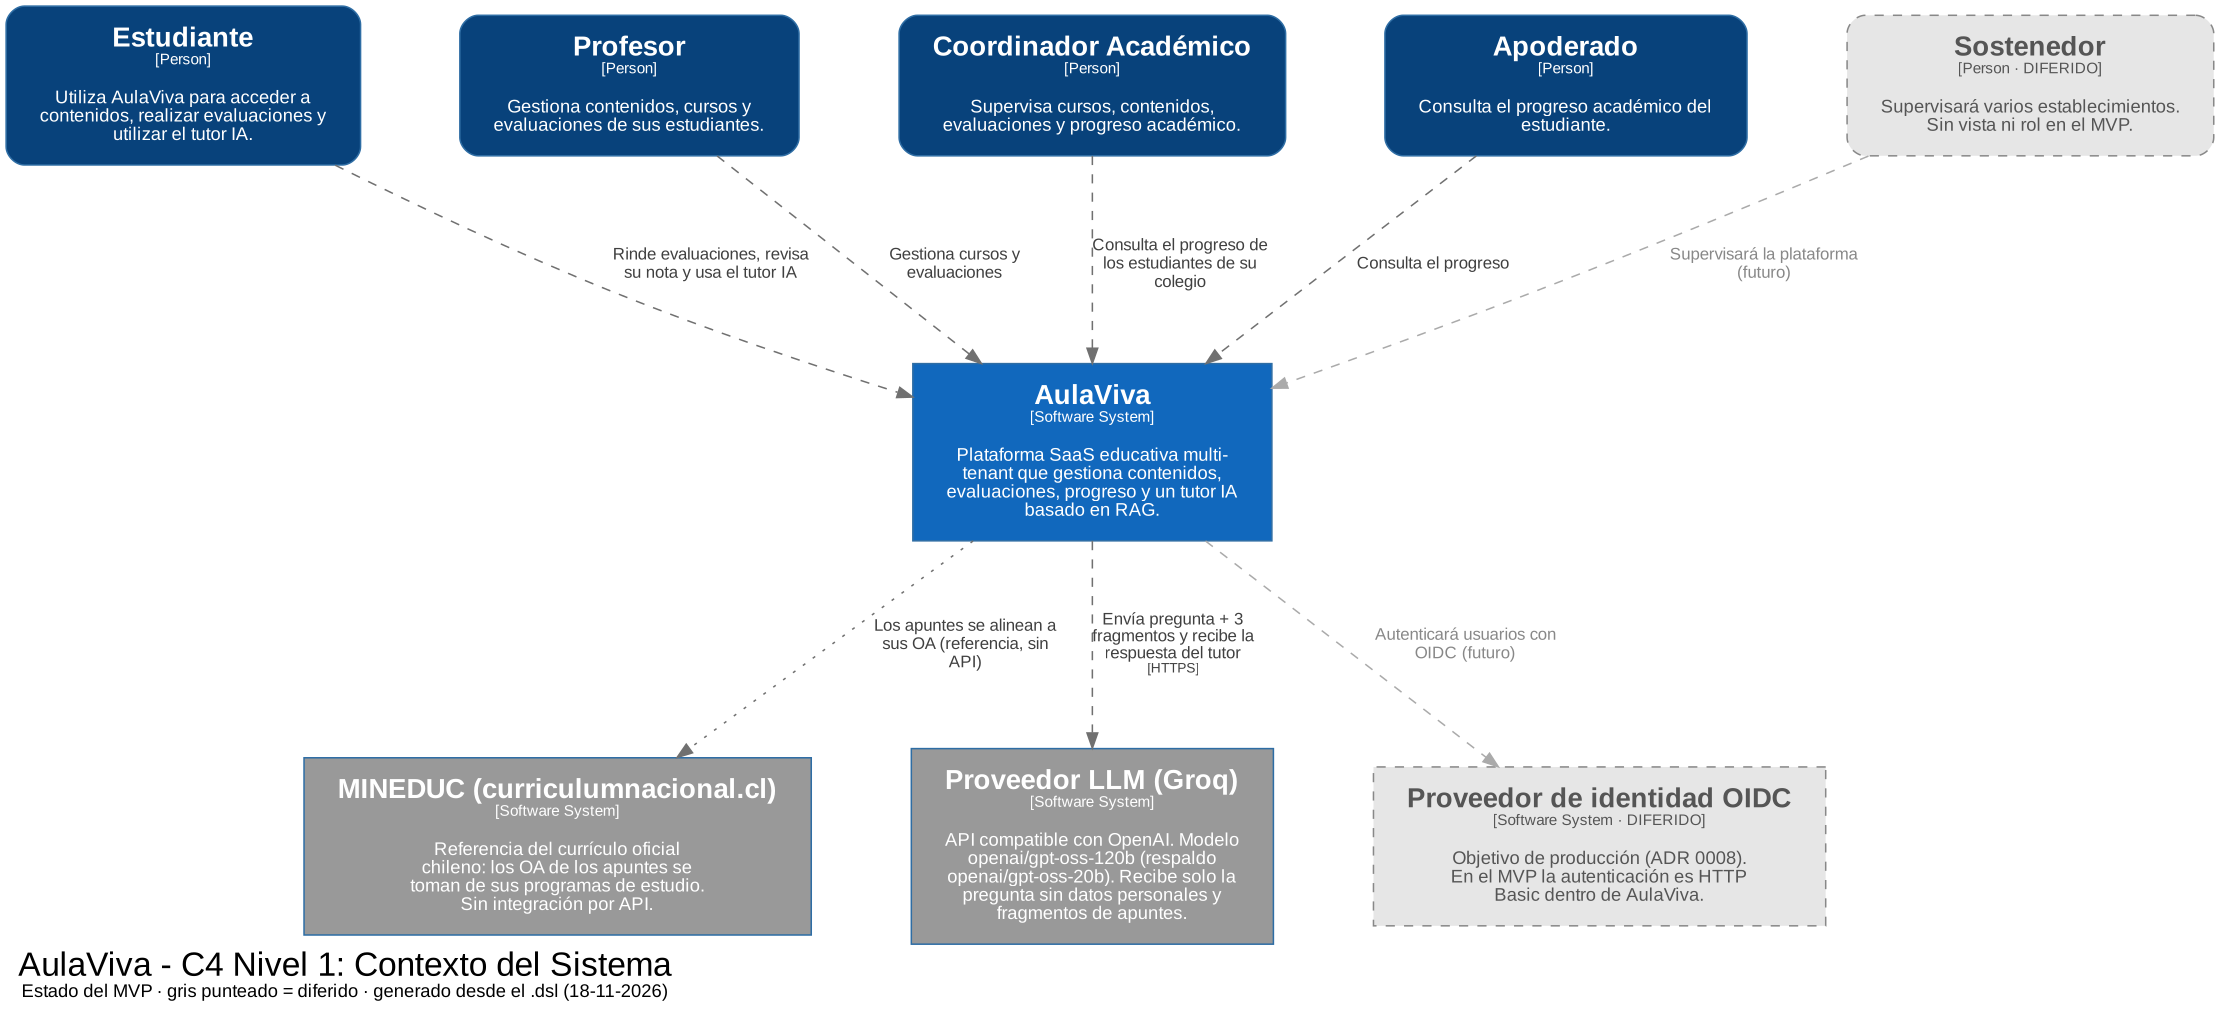 Estudiante
[Person]
Utiliza AulaViva para acceder a
contenidos, realizar evaluaciones y
utilizar el tutor IA.
Profesor
[Person]
Gestiona contenidos, cursos y
evaluaciones de sus estudiantes.
Coordinador Académico
[Person]
Supervisa cursos, contenidos,
evaluaciones y progreso académico.
Apoderado
[Person]
Consulta el progreso académico del
estudiante.
Sostenedor
[Person · DIFERIDO]
Supervisará varios establecimientos.
Sin vista ni rol en el MVP.
Rinde evaluaciones, revisa
su nota y usa el tutor IA
Gestiona cursos y
evaluaciones
Consulta el progreso de
los estudiantes de su
colegio
Consulta el progreso
Supervisará la plataforma
(futuro)
AulaViva
[Software System]
Plataforma SaaS educativa multi-
tenant que gestiona contenidos,
evaluaciones, progreso y un tutor IA
basado en RAG.
Los apuntes se alinean a
sus OA (referencia, sin
API)
Envía pregunta + 3
fragmentos y recibe la
respuesta del tutor
[HTTPS]
Autenticará usuarios con
OIDC (futuro)
MINEDUC (curriculumnacional.cl)
[Software System]
Referencia del currículo oficial
chileno: los OA de los apuntes se
toman de sus programas de estudio.
Sin integración por API.
Proveedor LLM (Groq)
[Software System]
API compatible con OpenAI. Modelo
openai/gpt-oss-120b (respaldo
openai/gpt-oss-20b). Recibe solo la
pregunta sin datos personales y
fragmentos de apuntes.
Proveedor de identidad OIDC
[Software System · DIFERIDO]
Objetivo de producción (ADR 0008).
En el MVP la autenticación es HTTP
Basic dentro de AulaViva.
AulaViva - C4 Nivel 1: Contexto del Sistema
Estado del MVP · gris punteado = diferido · generado desde el .dsl (18-11-2026)